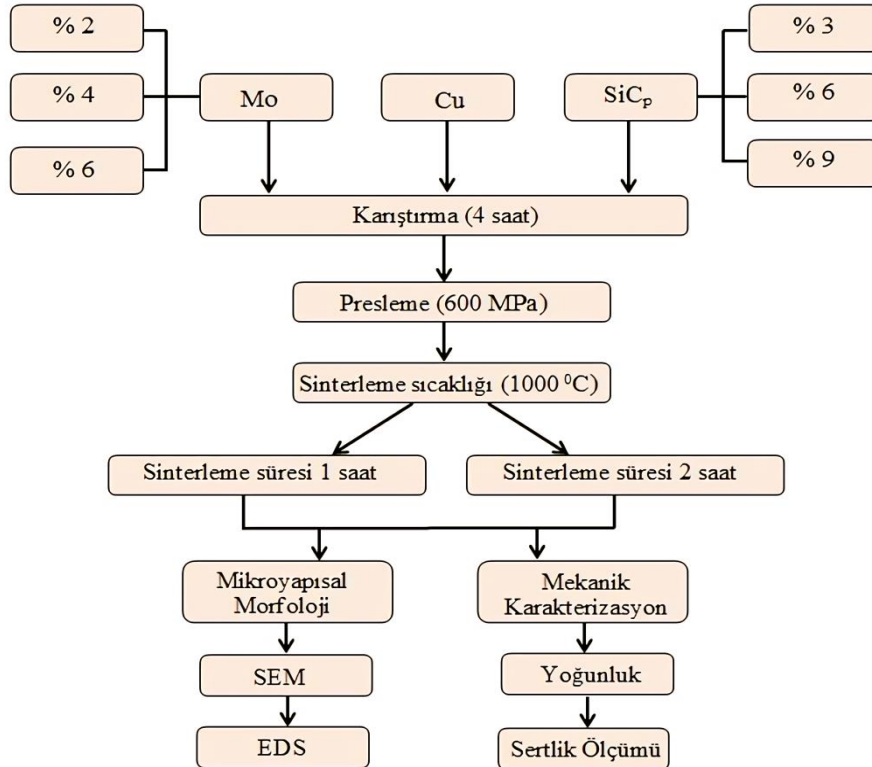 % 2
% 3
% 4
Mo
Cu
SiCₚ
% 6
% 6
% 9
Karıştırma (4 saat)
Presleme (600 MPa)
Sinterleme sıcaklığı (1000 ⁰C)
Sinterleme süresi 1 saat
Sinterleme süresi 2 saat
Mikroyapısal
Morfoloji
Mekanik
Karakterizasyon
SEM
Yoğunluk
EDS
Sertlik Ölçümü